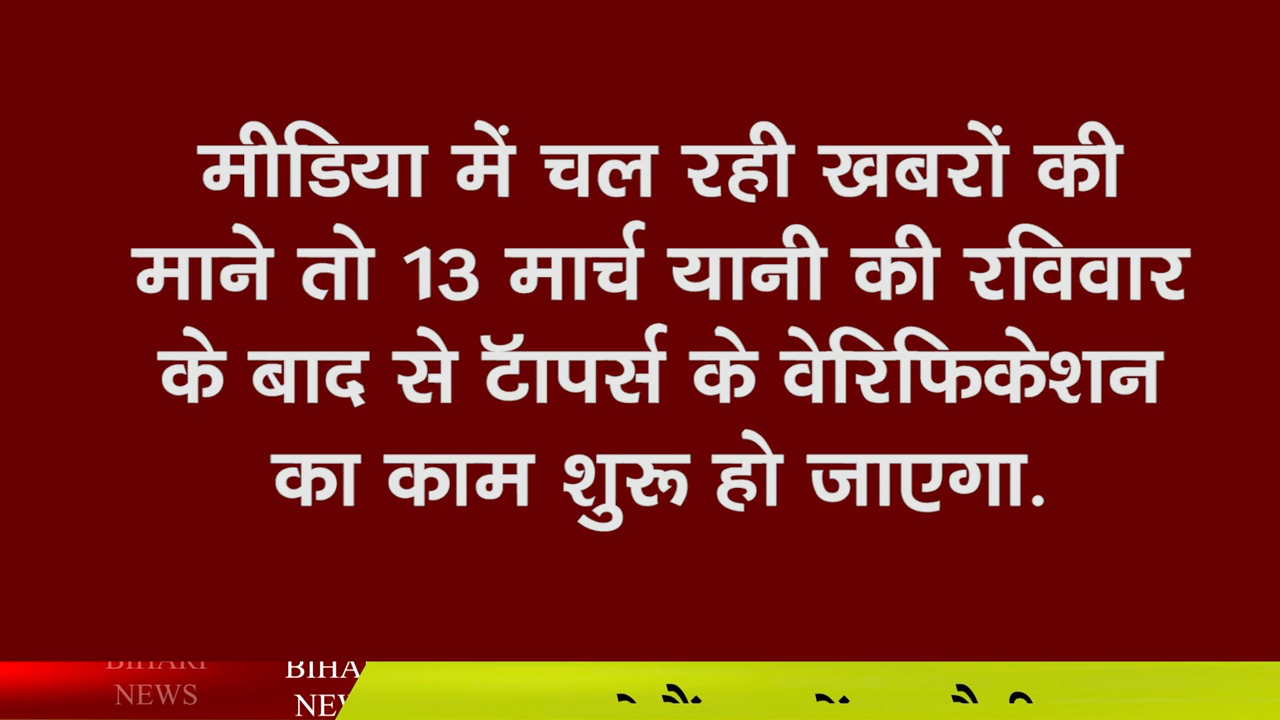 मीडिया में चल रही खबरों की
माने तो 13 मार्च यानी की रविवार
के बाद से टॅापर्स के वेरिफिकेशन
का काम शुरू हो जाएगा.
BIHARI
NEWS